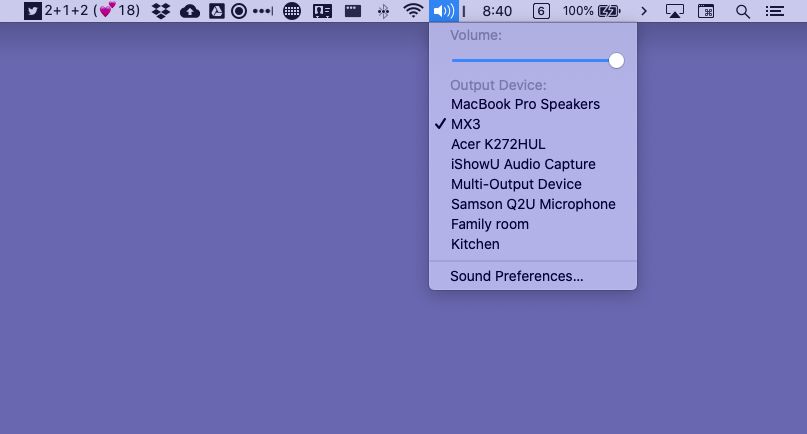 2+1+2 (💕18)
8:40
6
100%
Volume:
Output Device:
MacBook Pro Speakers
✓ MX3
Acer K272HUL
iShowU Audio Capture
Multi-Output Device
Samson Q2U Microphone
Family room
Kitchen
Sound Preferences...